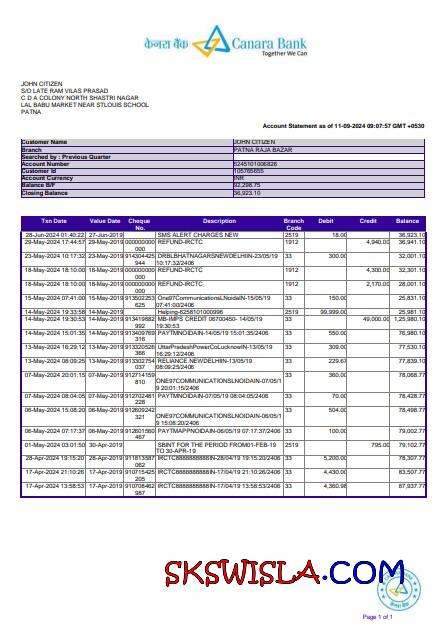 केनरा बैंक Canara Bank
Together We Can
JOHN CITIZEN
S/O LATE RAM VILAS PRASAD
C D A COLONY NORTH SHASTRI NAGAR
LAL BABU MARKET NEAR STLOUIS SCHOOL
PATNA
Account Statement as of 11-09-2024 09:07:57 GMT +0530
Customer Name JOHN CITIZEN
Branch PATNA RAJA BAZAR
Searched by : Previous Quarter
Account Number 5245101006826
Customer Id 105765655
Account Currency INR
Balance B/F 92,298.75
Closing Balance 36,923.10
Txn Date Value Date Cheque No. Description Branch Code Debit Credit Balance
28-Jun-2024 01:40:22 27-Jun-2019 SMS ALERT CHARGES NEW 2519 18.00 36,923.10
29-May-2024 17:44:57 29-May-2019 000000000000 REFUND-IRCTC 1912 4,940.00 36,941.10
23-May-2024 10:17:32 23-May-2019 914304425944 DRBLBHATNAGARSNEWDELHIIN-23/05/19 10:17:32/2406 33 300.00 32,001.10
18-May-2024 18:10:00 18-May-2019 000000000000 REFUND-IRCTC 1912 4,300.00 32,301.10
18-May-2024 18:10:00 18-May-2019 000000000000 REFUND-IRCTC 1912 2,170.00 28,001.10
15-May-2024 07:41:00 15-May-2019 913502253625 One97CommunicationsLNoidaIN-15/05/19 07:41:00/2406 33 150.00 25,831.10
14-May-2024 19:33:58 14-May-2019 Helping-6258101000996 2519 99,999.00 25,981.10
14-May-2024 19:30:53 14-May-2019 913419682992 MB-IMPS CREDIT 06700450- 14/05/19 19:30:53 33 49,000.00 1,25,980.10
14-May-2024 15:01:35 14-May-2019 913409769316 PAYTMNOIDAIN-14/05/19 15:01:35/2406 33 550.00 76,980.10
13-May-2024 16:29:12 13-May-2019 913320526366 UttarPradeshPowerCoLucknowIN-13/05/19 16:29:12/2406 33 309.00 77,530.10
13-May-2024 08:09:25 13-May-2019 913302754037 RELIANCE.NEWDELHIIN-13/05/19 08:09:25/2406 33 229.67 77,839.10
07-May-2024 20:01:15 07-May-2019 912714159810 ONE97COMMUNICATIONSLNOIDAIN-07/05/19 20:01:15/2406 33 360.00 78,068.77
07-May-2024 08:04:05 07-May-2019 912702481228 PAYTMNOIDAIN-07/05/19 08:04:05/2406 33 70.00 78,428.77
06-May-2024 15:08:20 06-May-2019 912609242321 ONE97COMMUNICATIONSLNOIDAIN-06/05/19 15:08:20/2406 33 504.00 78,498.77
06-May-2024 07:17:37 06-May-2019 912601560467 PAYTMAPPNOIDAIN-06/05/19 07:17:37/2406 33 100.00 79,002.77
01-May-2024 03:01:50 30-Apr-2019 SBINT FOR THE PERIOD FROM01-FEB-19 TO 30-APR-19 2519 795.00 79,102.77
28-Apr-2024 19:15:20 28-Apr-2019 911813587062 IRCTC8888888888IN-28/04/19 19:15:20/2406 33 5,200.00 78,307.77
17-Apr-2024 21:10:26 17-Apr-2019 910715425205 IRCTC8888888888IN-17/04/19 21:10:26/2406 33 4,430.00 83,507.77
17-Apr-2024 13:58:53 17-Apr-2019 910708462987 IRCTC8888888888IN-17/04/19 13:58:53/2406 33 4,360.98 87,937.77
SKSWISLA.COM
Page 1 of 1